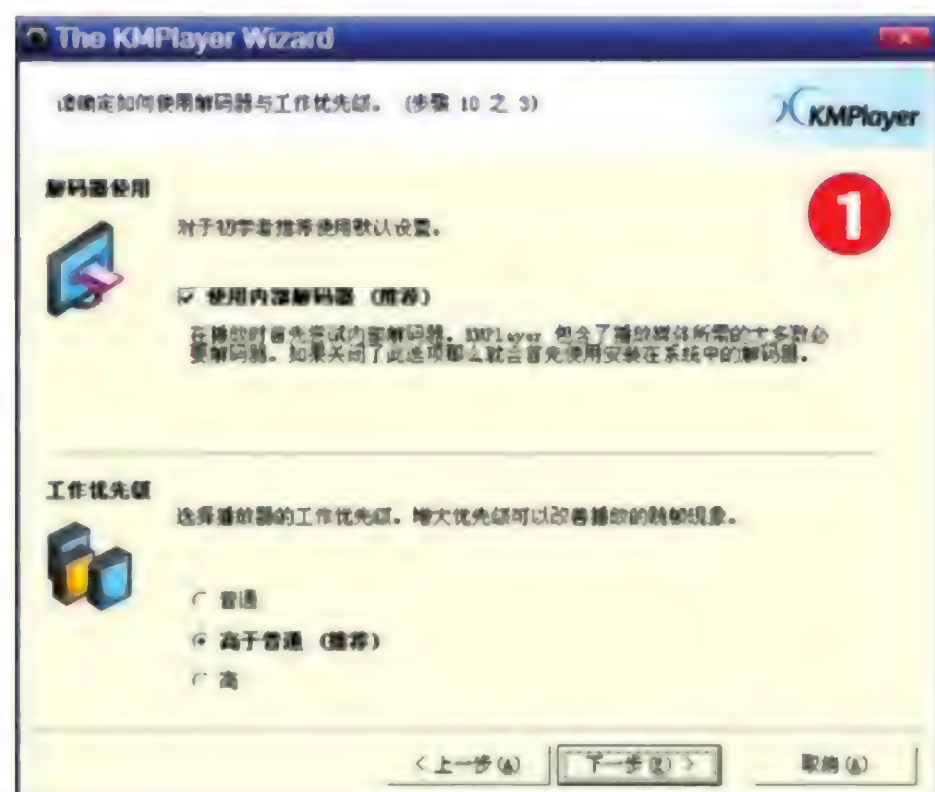 The KMPlayer Wizard
请确定如何使用解码器与工作优先级。 (步骤 10 之 3)
KMPlayer
解码器使用
1
对于初学者推荐使用默认设置。
使用内部解码器 (推荐)
在播放时首先尝试内部解码器。KMPlayer 包含了播放媒体所需的大多数必
要解码器。如果关闭了此选项那么就会首先使用安装在系统中的解码器。
工作优先级
选择播放器的工作优先级。增大优先级可以改善播放的跳帧现象。
普通
高于普通 (推荐)
高
<上一步(A) 下一步() > 取消(A)